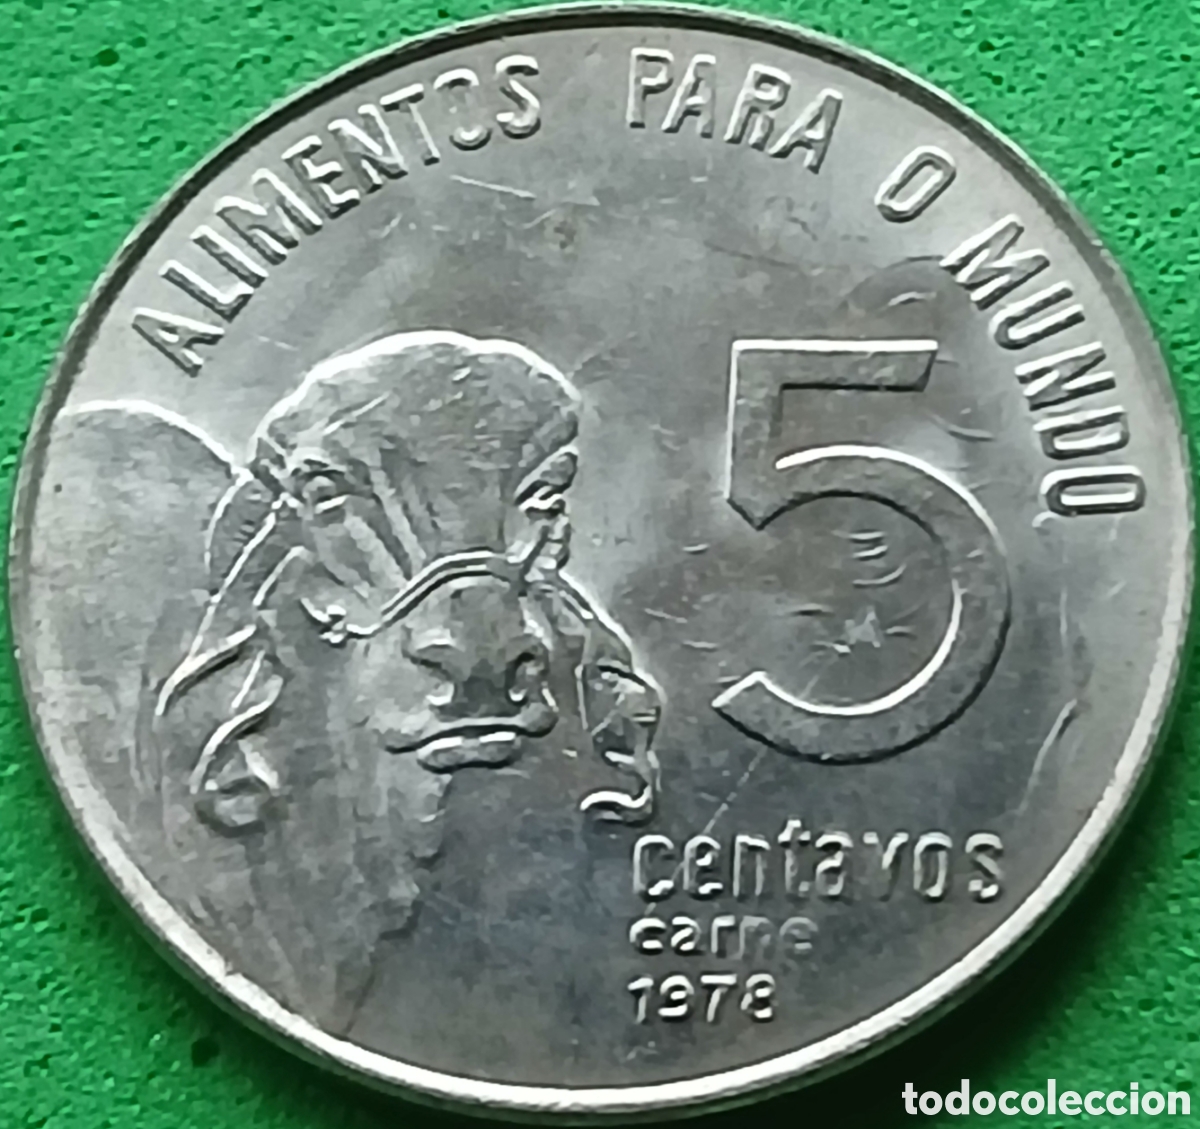 ALIMENTOS PARA O MUNDO
5
centavos
carne
1978
todocoleccion